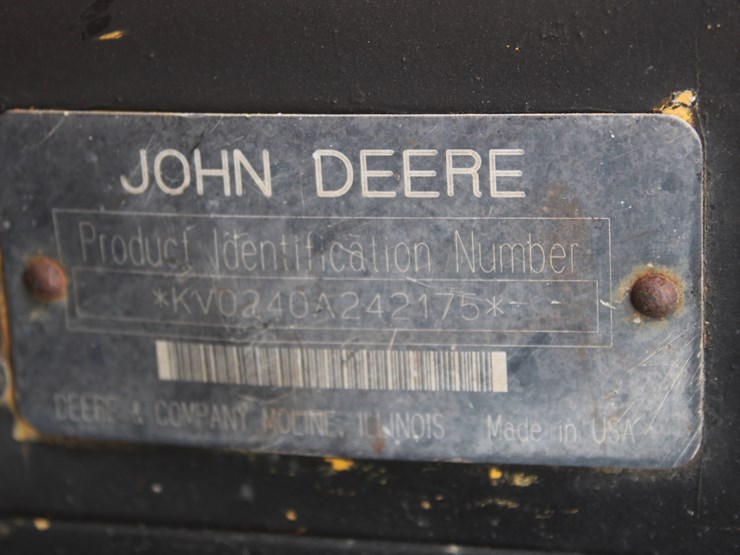 JOHN DEERE
Product Identification Number
*KV0240A242175*
DEERE & COMPANY MOLINE, ILLINOIS Made in USA